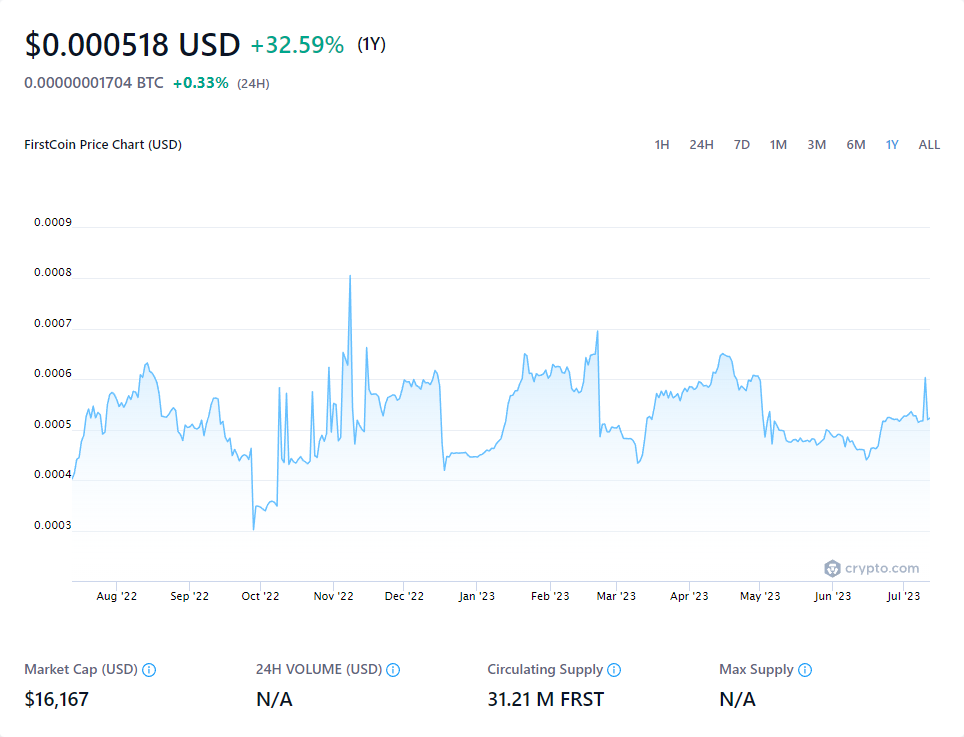 $0.000518 USD +32.59% (1Y)
0.00000001704 BTC +0.33% (24H)
FirstCoin Price Chart (USD) 1H 24H 7D 1M 3M 6M 1Y ALL
0.0009
0.0008
0.0007
0.0006
0.0005
0.0004
0.0003
crypto.com
Aug '22 Sep '22 Oct '22 Nov '22 Dec '22 Jan '23 Feb '23 Mar '23 Apr '23 May '23 Jun '23 Jul '23
Market Cap (USD) 24H VOLUME (USD) Circulating Supply Max Supply
$16,167 N/A 31.21 M FRST N/A